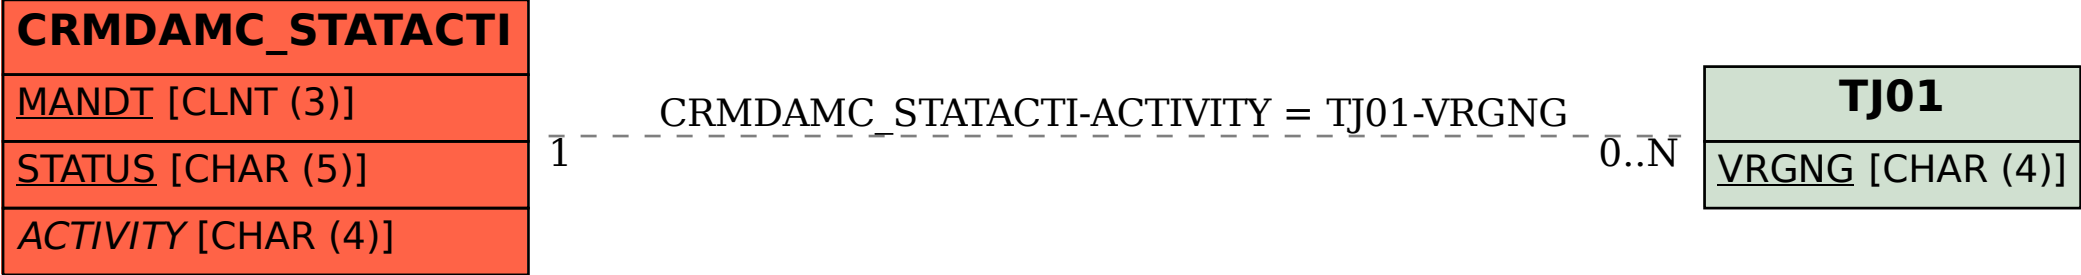 CRMDAMC_STATACTI
MANDT [CLNT (3)]
STATUS [CHAR (5)]
ACTIVITY [CHAR (4)]
CRMDAMC_STATACTI-ACTIVITY = TJ01-VRGNG
1
0..N
TJ01
VRGNG [CHAR (4)]